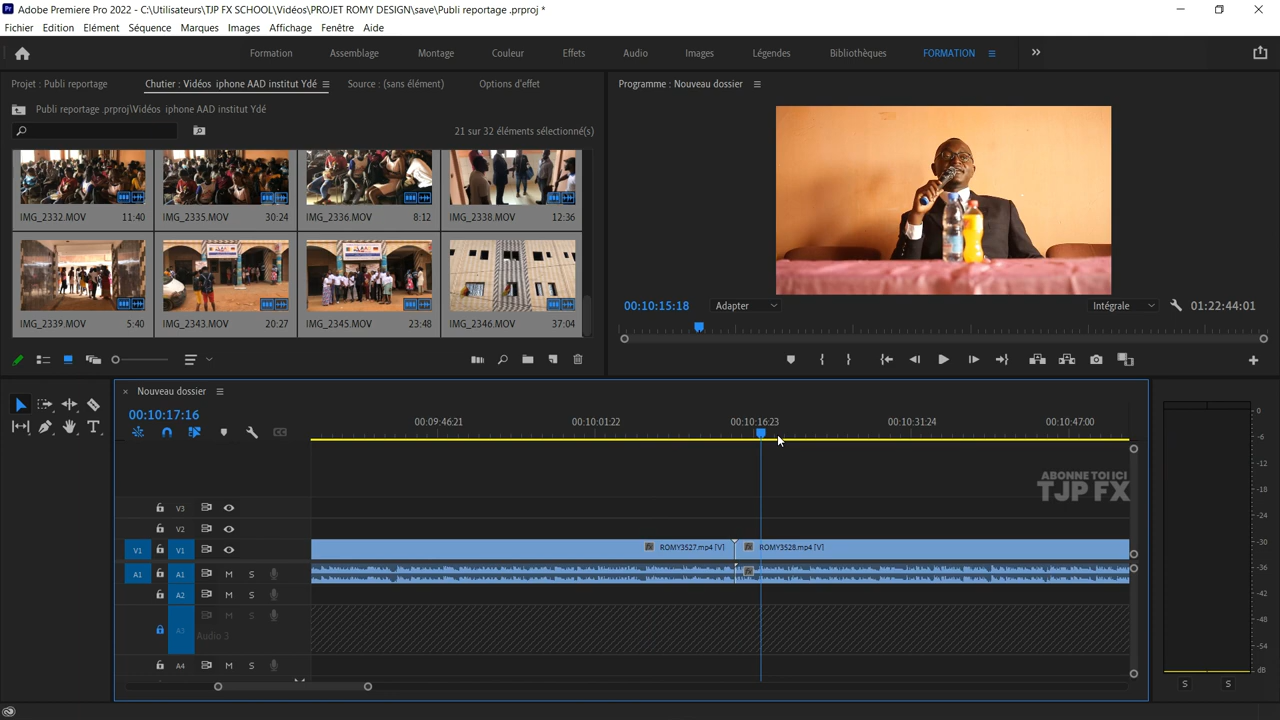 Adobe Premiere Pro 2022 - C:\Utilisateurs\TJP FX SCHOOL\Vidéos\PROJET ROMY DESIGN\save\Publi reportage .prproj *
Fichier Edition Elément Séquence Marques Images Affichage Fenêtre Aide
Formation Assemblage Montage Couleur Effets Audio Images Légendes Bibliothèques FORMATION
Projet : Publi reportage Chutier : Vidéos iphone AAD institut Ydé Source : (sans élément) Options d'effet
Programme : Nouveau dossier
Publi reportage .prproj\Vidéos iphone AAD institut Ydé
21 sur 32 éléments sélectionné(s)
IMG_2332.MOV 11:40 IMG_2335.MOV 30:24 IMG_2336.MOV 8:12 IMG_2338.MOV 12:36
IMG_2339.MOV 5:40 IMG_2343.MOV 20:27 IMG_2345.MOV 23:48 IMG_2346.MOV 37:04
00:10:15:18 Adapter Intégrale 01:22:44:01
Nouveau dossier
00:10:17:16
00:09:46:21 00:10:01:22 00:10:16:23 00:10:31:24 00:10:47:00
ABONNE TOI ICI
TJP FX
V3
V2
V1 V1 ROMY3527.mp4 [V] ROMY3528.mp4 [V]
A1 A1 M S
A2 M S
A3 M S
Audio 3
A4 M S
0
-6
-12
-18
-24
-30
-36
-42
-48
-54
dB
S S